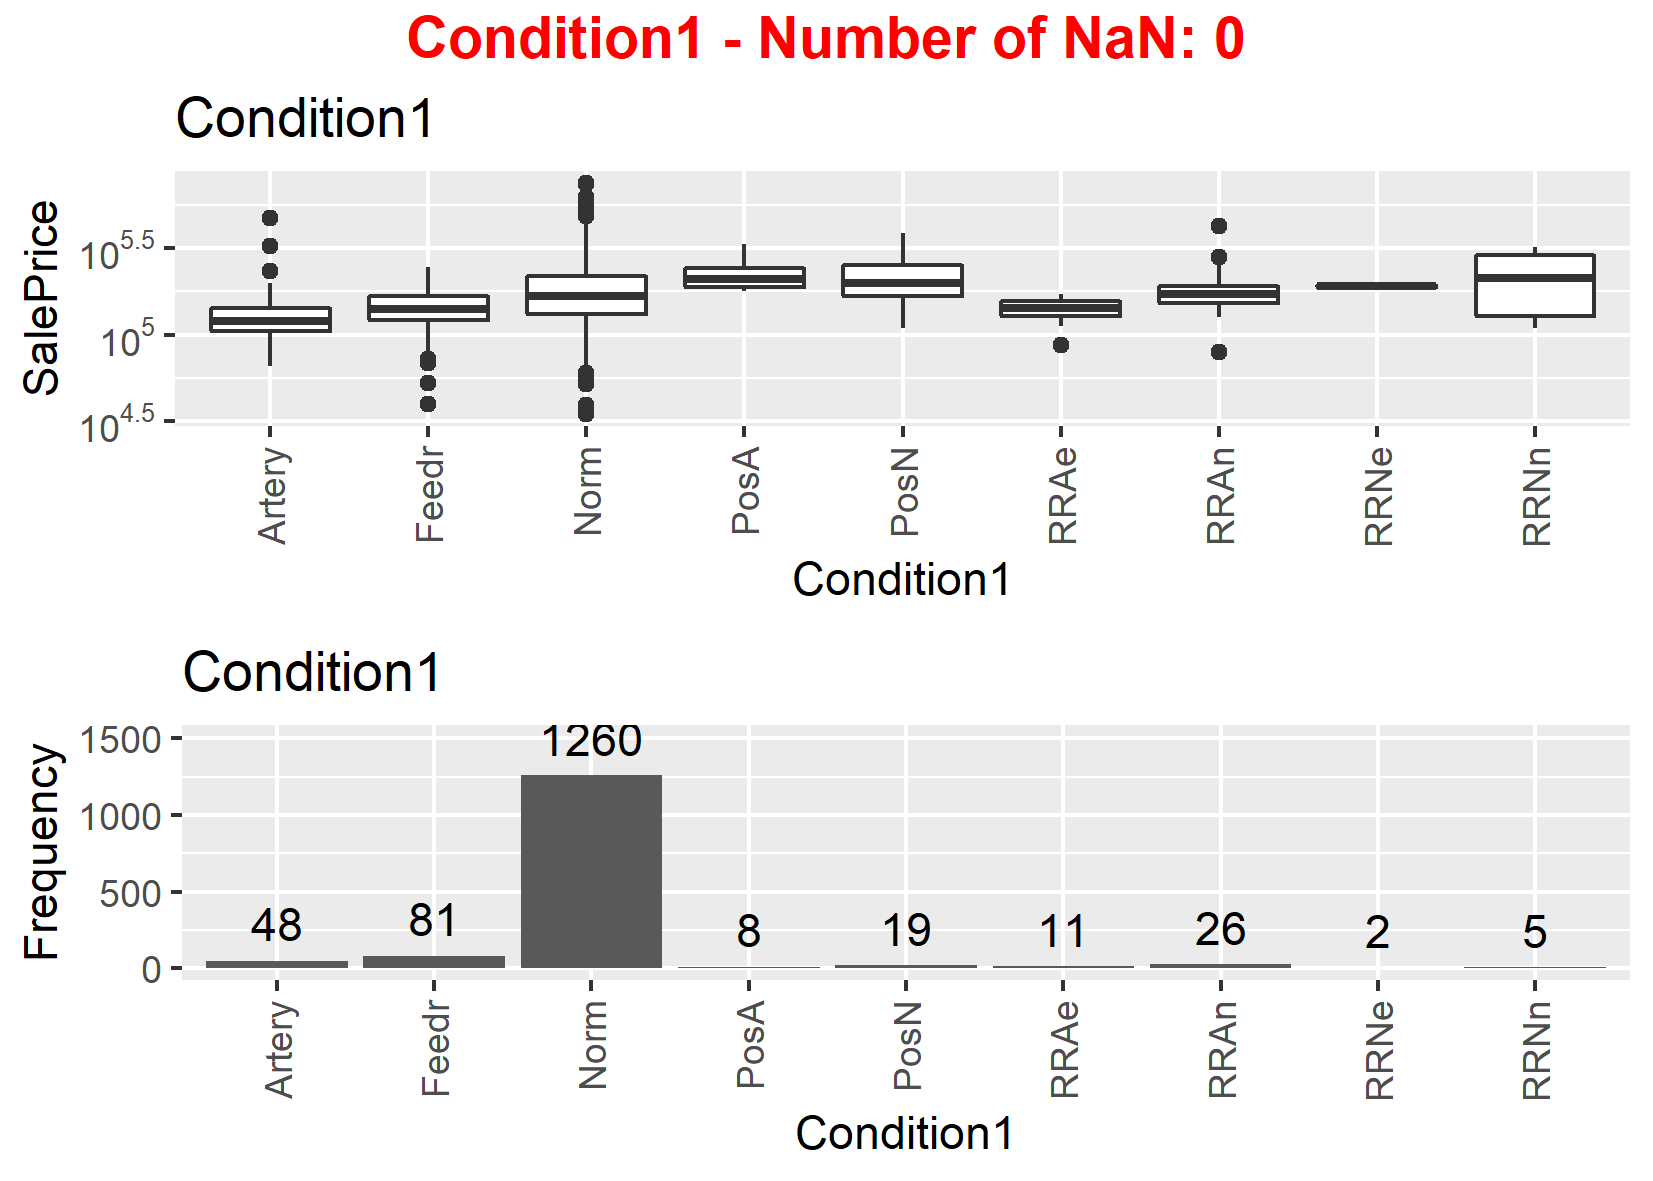 Condition1 - Number of NaN: 0
Condition1
SalePrice
10^5.5
10^5
10^4.5
Artery
Feedr
Norm
PosA
PosN
RRAe
RRAn
RRNe
RRNn
Condition1
Condition1
Frequency
1500
1000
500
0
48
81
1260
8
19
11
26
2
5
Artery
Feedr
Norm
PosA
PosN
RRAe
RRAn
RRNe
RRNn
Condition1